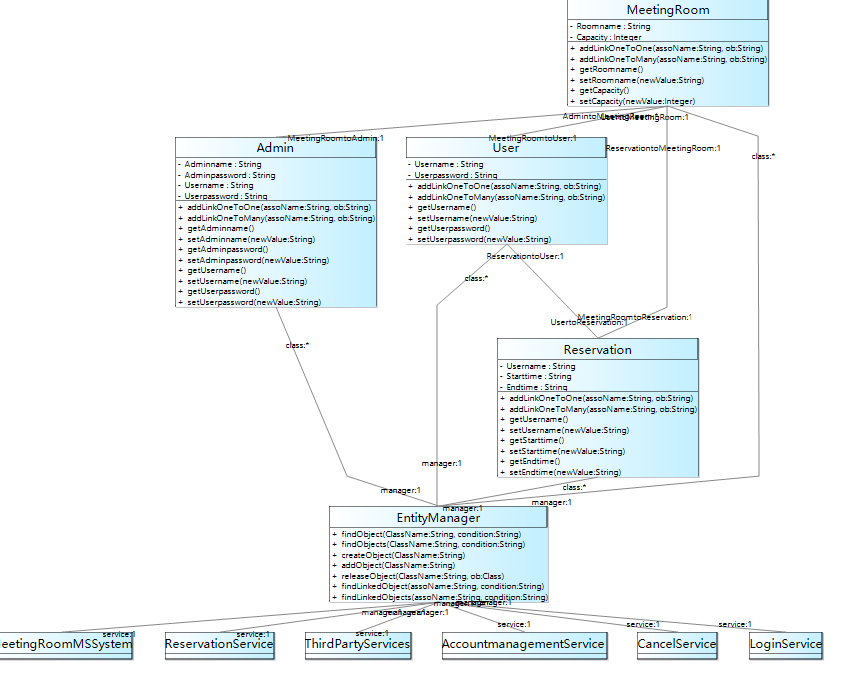 MeetingRoom
- Roomname : String
- Capacity : Integer
+ addLinkOneToOne(assoName:String, ob:String)
+ addLinkOneToMany(assoName:String, ob:String)
+ getRoomname()
+ setRoomname(newValue:String)
+ getCapacity()
+ setCapacity(newValue:Integer)
MeetingRoomtoAdmin:1
MeetingRoomtoUser:1
ReservationtoMeetingRoom:1
class:*
Admin
- Adminname : String
- Adminpassword : String
- Username : String
- Userpassword : String
+ addLinkOneToOne(assoName:String, ob:String)
+ addLinkOneToMany(assoName:String, ob:String)
+ getAdminname()
+ setAdminname(newValue:String)
+ getAdminpassword()
+ setAdminpassword(newValue:String)
+ getUsername()
+ setUsername(newValue:String)
+ getUserpassword()
+ setUserpassword(newValue:String)
User
- Username : String
- Userpassword : String
+ addLinkOneToOne(assoName:String, ob:String)
+ addLinkOneToMany(assoName:String, ob:String)
+ getUsername()
+ setUsername(newValue:String)
+ getUserpassword()
+ setUserpassword(newValue:String)
ReservationtoUser:1
class:*
MeetingRoomtoReservation:1
UsertoReservation:1
class:*
Reservation
- Username : String
- Starttime : String
- Endtime : String
+ addLinkOneToOne(assoName:String, ob:String)
+ addLinkOneToMany(assoName:String, ob:String)
+ getUsername()
+ setUsername(newValue:String)
+ getStarttime()
+ setStarttime(newValue:String)
+ getEndtime()
+ setEndtime(newValue:String)
manager:1
manager:1
class:*
manager:1
manager:1
EntityManager
+ findObject(ClassName:String, condition:String)
+ findObjects(ClassName:String, condition:String)
+ createObject(ClassName:String)
+ addObject(ClassName:String)
+ releaseObject(ClassName:String, ob:Class)
+ findLinkedObject(assoName:String, condition:String)
+ findLinkedObjects(assoName:String, condition:String)
service:1
service:1
service:1
service:1
service:1
service:1
eetingRoomMSSystem
ReservationService
ThirdPartyServices
AccountmanagementService
CancelService
LoginService